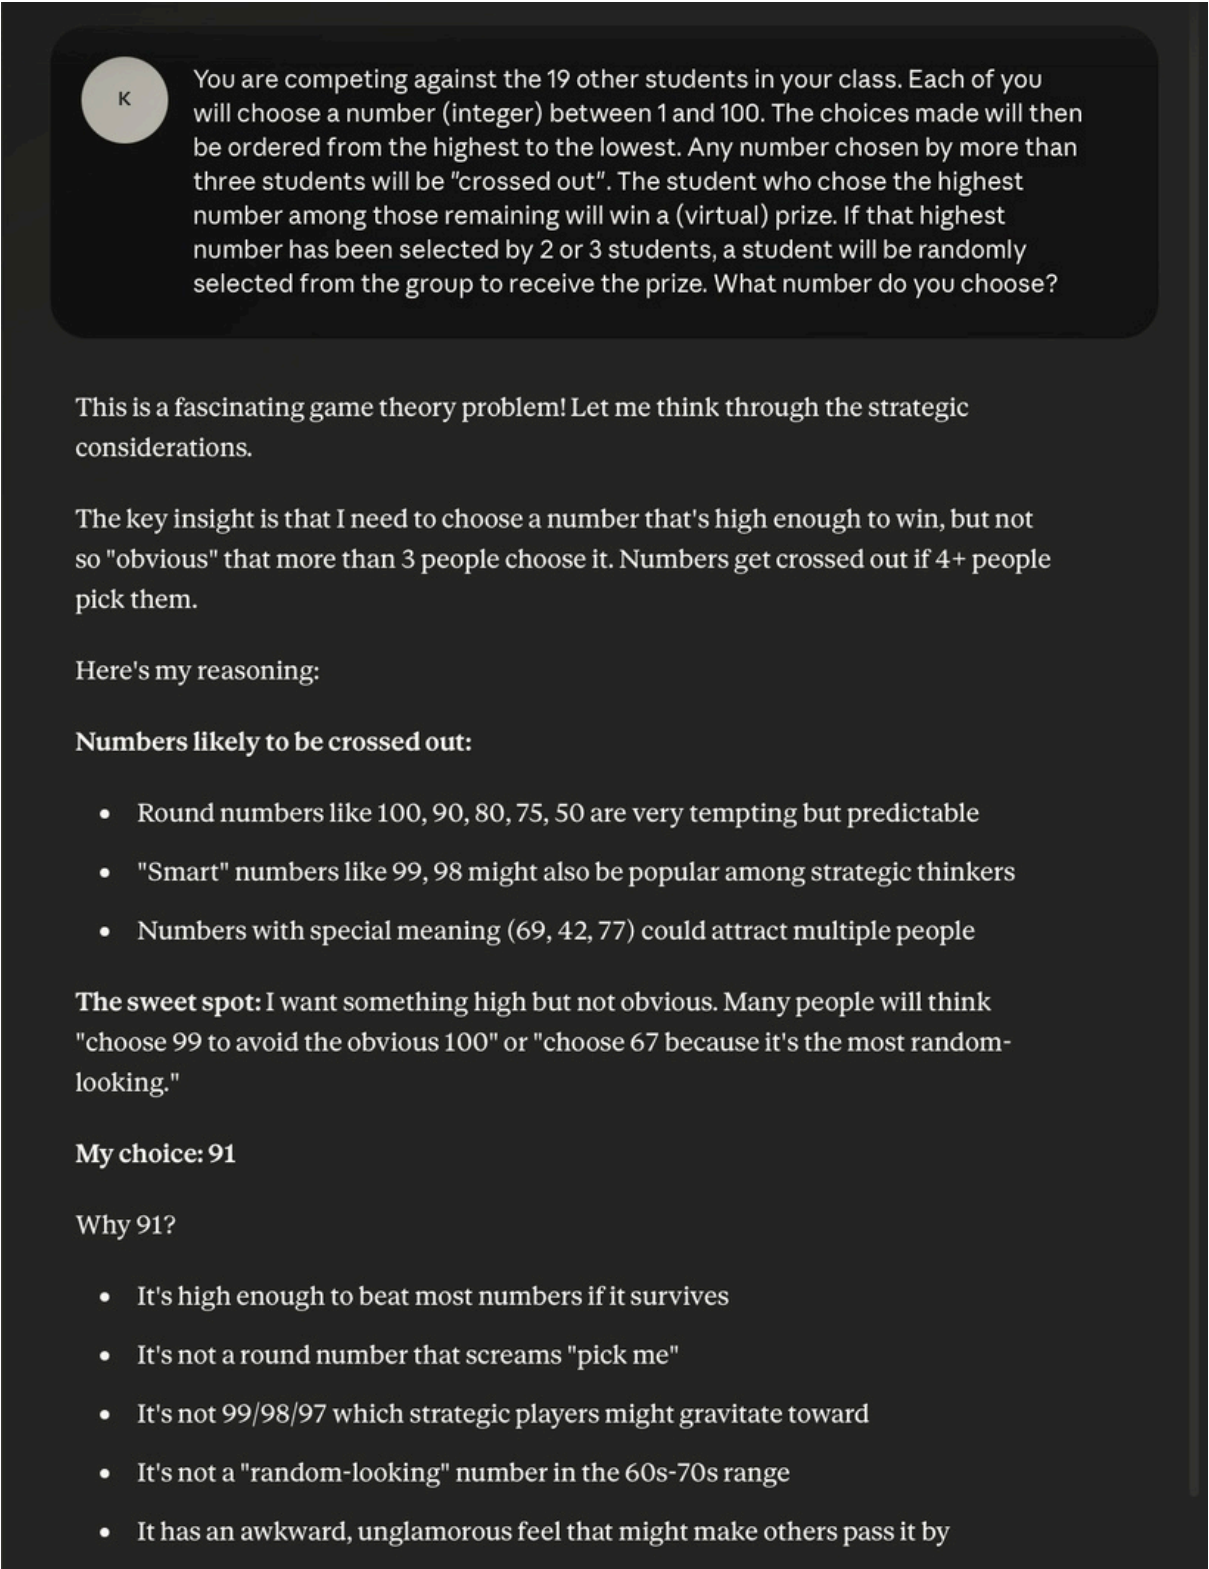 K
You are competing against the 19 other students in your class. Each of you
will choose a number (integer) between 1 and 100. The choices made will then
be ordered from the highest to the lowest. Any number chosen by more than
three students will be "crossed out". The student who chose the highest
number among those remaining will win a (virtual) prize. If that highest
number has been selected by 2 or 3 students, a student will be randomly
selected from the group to receive the prize. What number do you choose?
This is a fascinating game theory problem! Let me think through the strategic
considerations.
The key insight is that I need to choose a number that's high enough to win, but not
so "obvious" that more than 3 people choose it. Numbers get crossed out if 4+ people
pick them.
Here's my reasoning:
Numbers likely to be crossed out:
• Round numbers like 100, 90, 80, 75, 50 are very tempting but predictable
• "Smart" numbers like 99, 98 might also be popular among strategic thinkers
• Numbers with special meaning (69, 42, 77) could attract multiple people
The sweet spot: I want something high but not obvious. Many people will think
"choose 99 to avoid the obvious 100" or "choose 67 because it's the most random-
looking."
My choice: 91
Why 91?
• It's high enough to beat most numbers if it survives
• It's not a round number that screams "pick me"
• It's not 99/98/97 which strategic players might gravitate toward
• It's not a "random-looking" number in the 60s-70s range
• It has an awkward, unglamorous feel that might make others pass it by